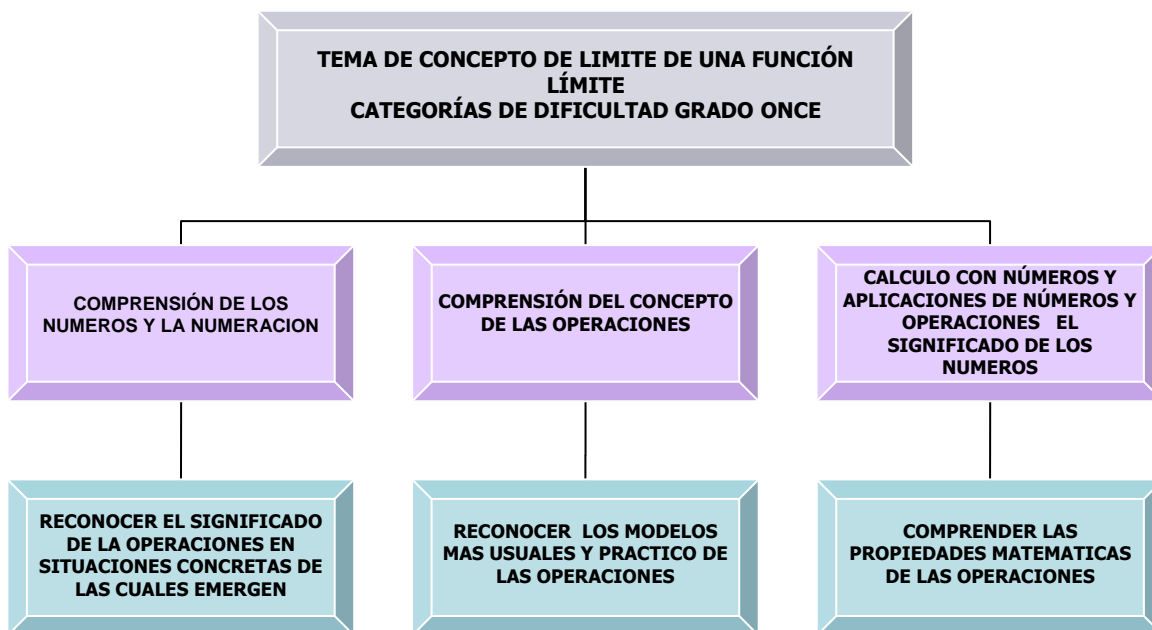 TEMA DE CONCEPTO DE LIMITE DE UNA FUNCIÓN
LÍMITE
CATEGORÍAS DE DIFICULTAD GRADO ONCE
COMPRENSIÓN DE LOS
NUMEROS Y LA NUMERACION
COMPRENSIÓN DEL CONCEPTO
DE LAS OPERACIONES
CALCULO CON NÚMEROS Y
APLICACIONES DE NÚMEROS Y
OPERACIONES EL
SIGNIFICADO DE LOS
NUMEROS
RECONOCER EL SIGNIFICADO
DE LA OPERACIONES EN
SITUACIONES CONCRETAS DE
LAS CUALES EMERGEN
RECONOCER LOS MODELOS
MAS USUALES Y PRACTICO DE
LAS OPERACIONES
COMPRENDER LAS
PROPIEDADES MATEMATICAS
DE LAS OPERACIONES